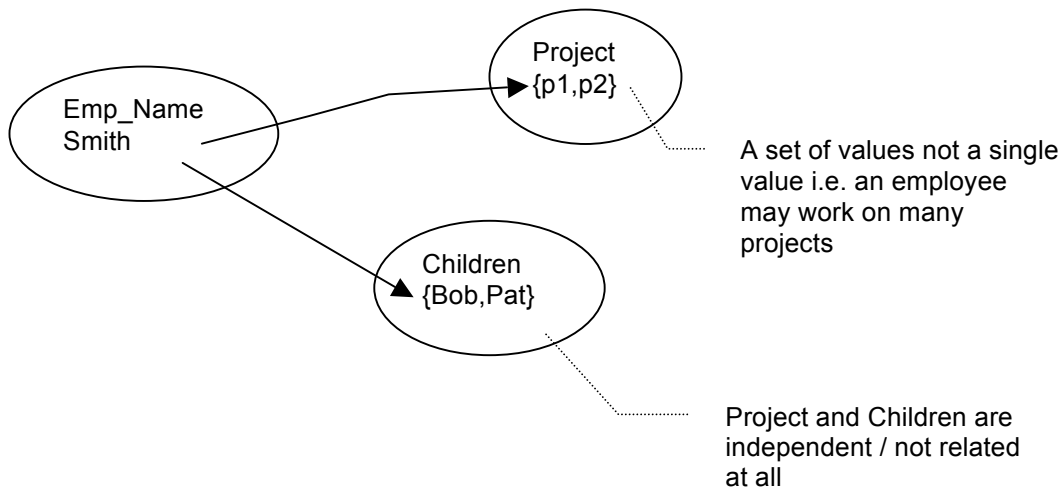 Project
{p1,p2}
Emp_Name
Smith
A set of values not a single
value i.e. an employee
may work on many
projects
Children
{Bob,Pat}
Project and Children are
independent / not related
at all